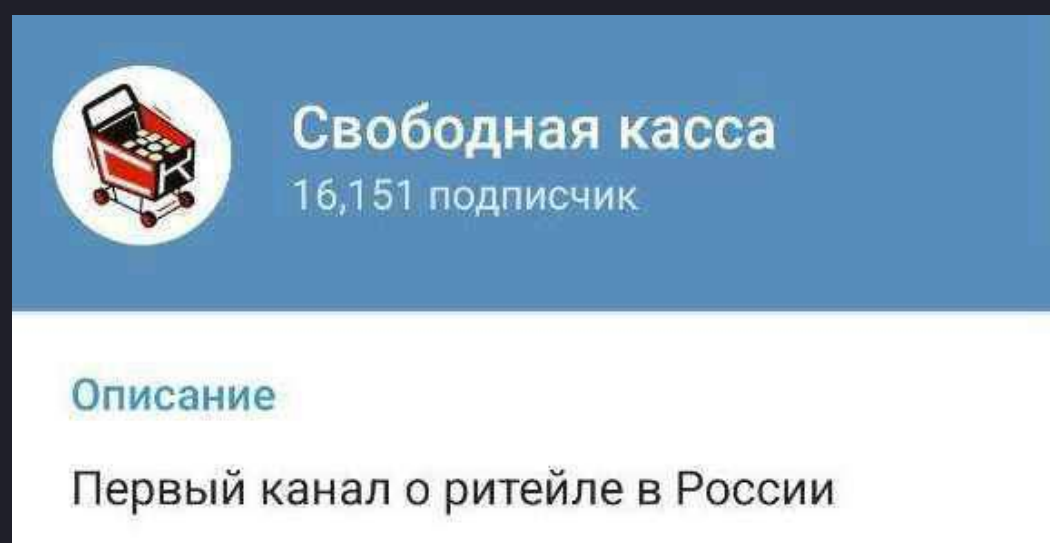 Свободная касса
16,151 подписчик
Описание
Первый канал о ритейле в России